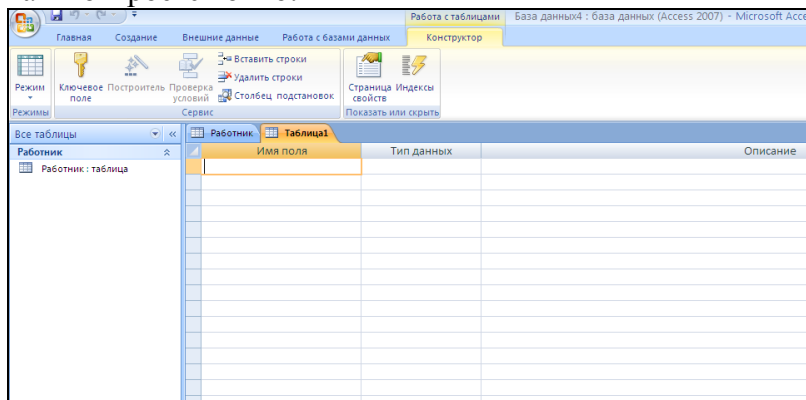 Работа с таблицами База данных4 : база данных (Access 2007) - Microsoft Acce
Главная Создание Внешние данные Работа с базами данных Конструктор
Режим
Ключевое поле
Построитель
Проверка условий
Вставить строки
Удалить строки
Столбец подстановок
Страница свойств
Индексы
Режимы Сервис Показать или скрыть
Все таблицы « Работник Таблица1
Работник
Имя поля Тип данных Описание
Работник : таблица